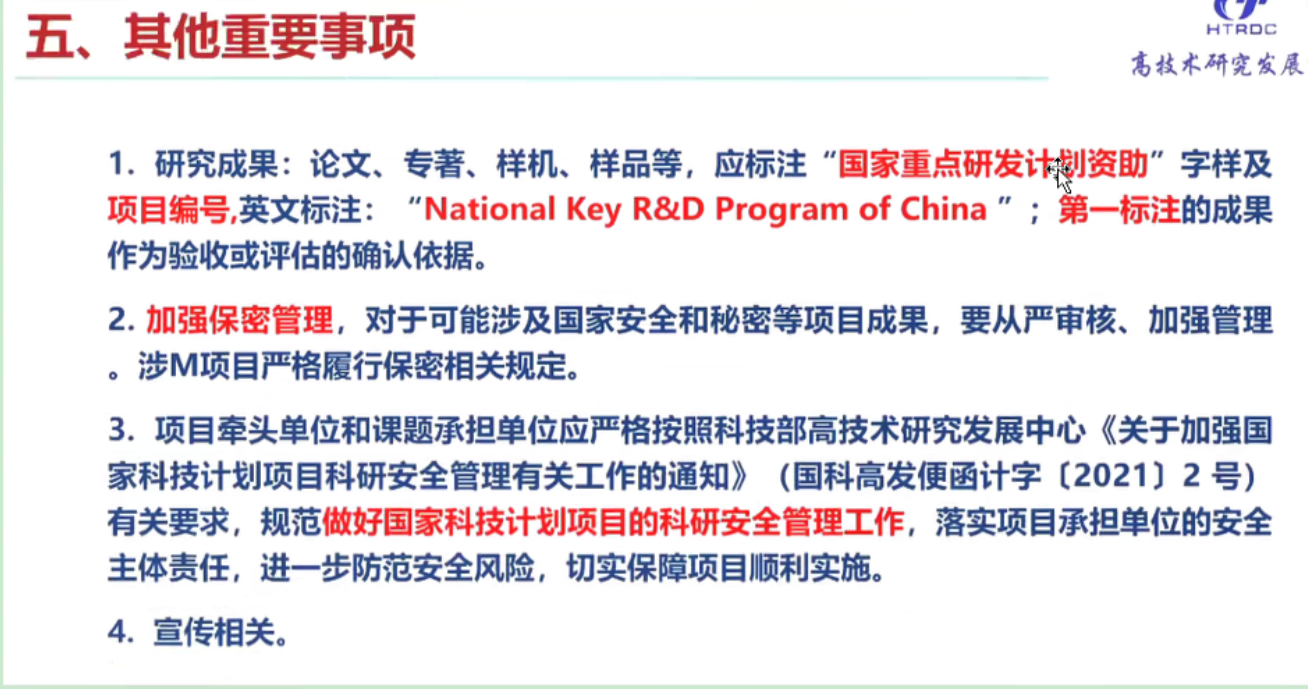 五、其他重要事项
HTRDC
高技术研究发展
1. 研究成果：论文、专著、样机、样品等，应标注“国家重点研发计划资助”字样及
项目编号,英文标注：“National Key R&D Program of China ”；第一标注的成果
作为验收或评估的确认依据。
2. 加强保密管理，对于可能涉及国家安全和秘密等项目成果，要从严审核、加强管理
。涉M项目严格履行保密相关规定。
3. 项目牵头单位和课题承担单位应严格按照科技部高技术研究发展中心《关于加强国
家科技计划项目科研安全管理有关工作的通知》（国科高发便函计字〔2021〕2 号）
有关要求，规范做好国家科技计划项目的科研安全管理工作，落实项目承担单位的安全
主体责任，进一步防范安全风险，切实保障项目顺利实施。
4. 宣传相关。